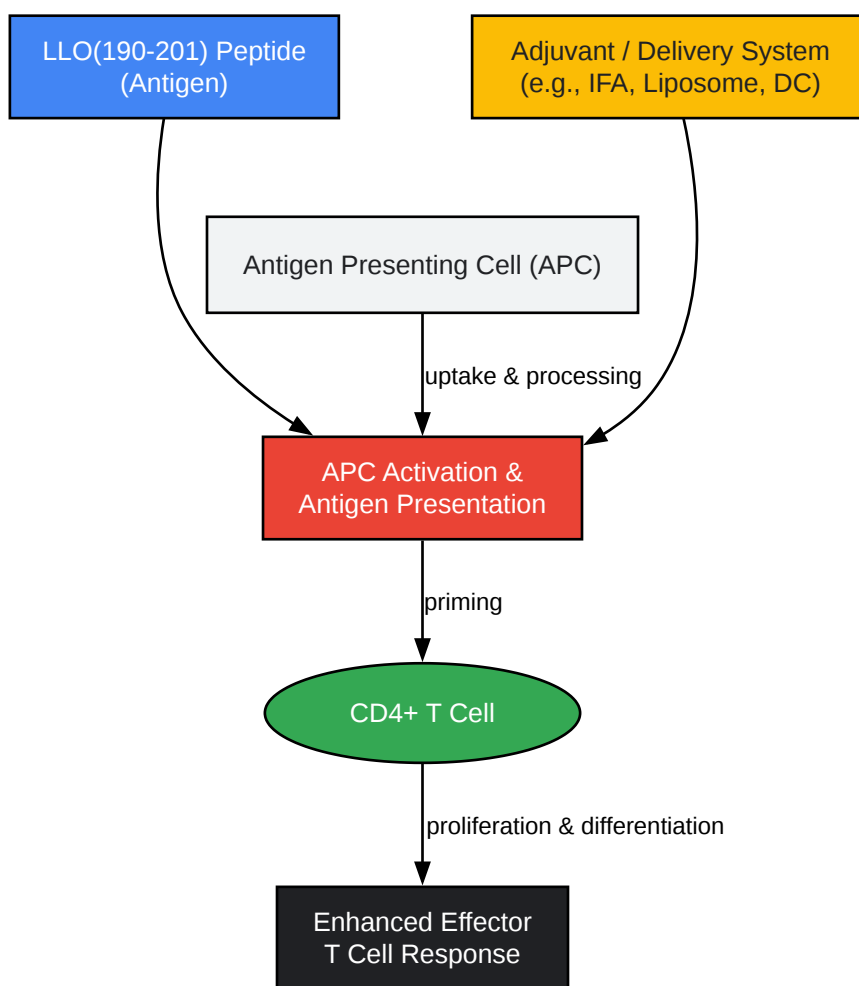 LLO(190-201) Peptide
(Antigen)
Adjuvant / Delivery System
(e.g., IFA, Liposome, DC)
Antigen Presenting Cell (APC)
uptake & processing
APC Activation &
Antigen Presentation
priming
CD4+ T Cell
proliferation & differentiation
Enhanced Effector
T Cell Response